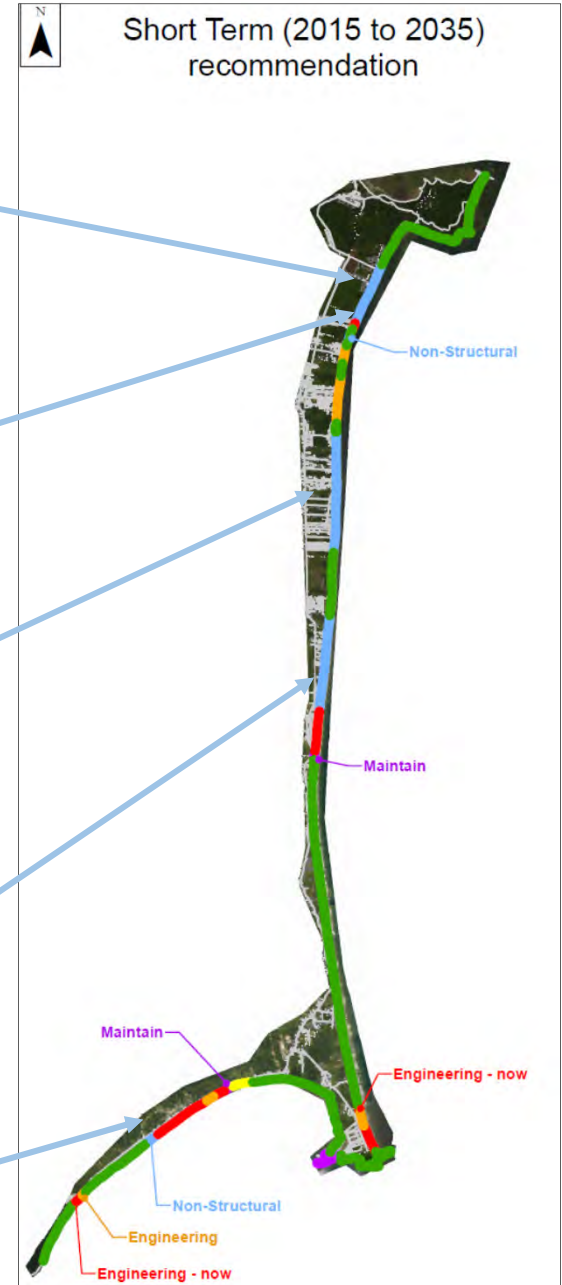 N
Short Term (2015 to 2035)
recommendation
Non-Structural
Maintain
Maintain
Engineering - now
Non-Structural
Engineering
Engineering - now